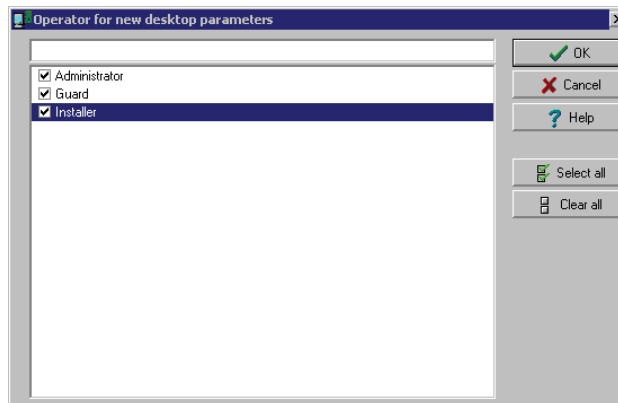 Operator for new desktop parameters
OK
Administrator
Cancel
Guard
Installer
Help
Select all
Clear all